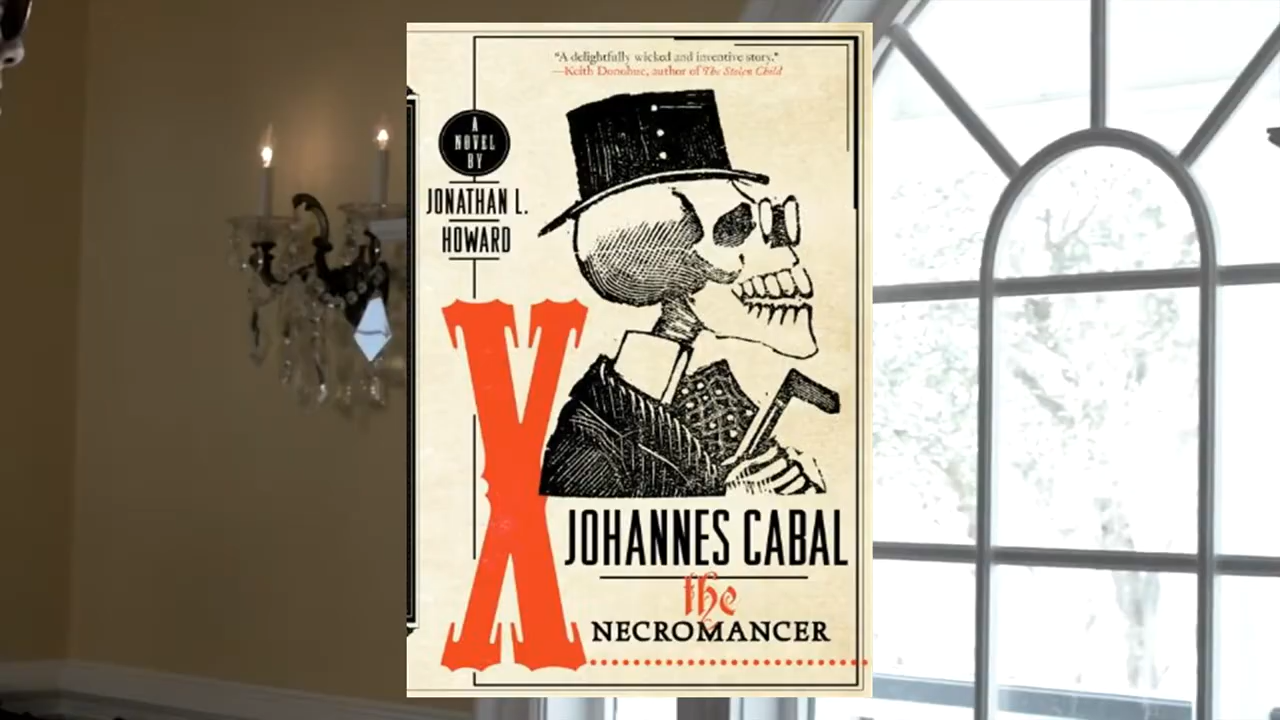 "A delightfully wicked and inventive story."
—Keith Donohue, author of The Stolen Child
A
NOVEL
BY
JONATHAN L.
HOWARD
X
JOHANNES CABAL
the
NECROMANCER